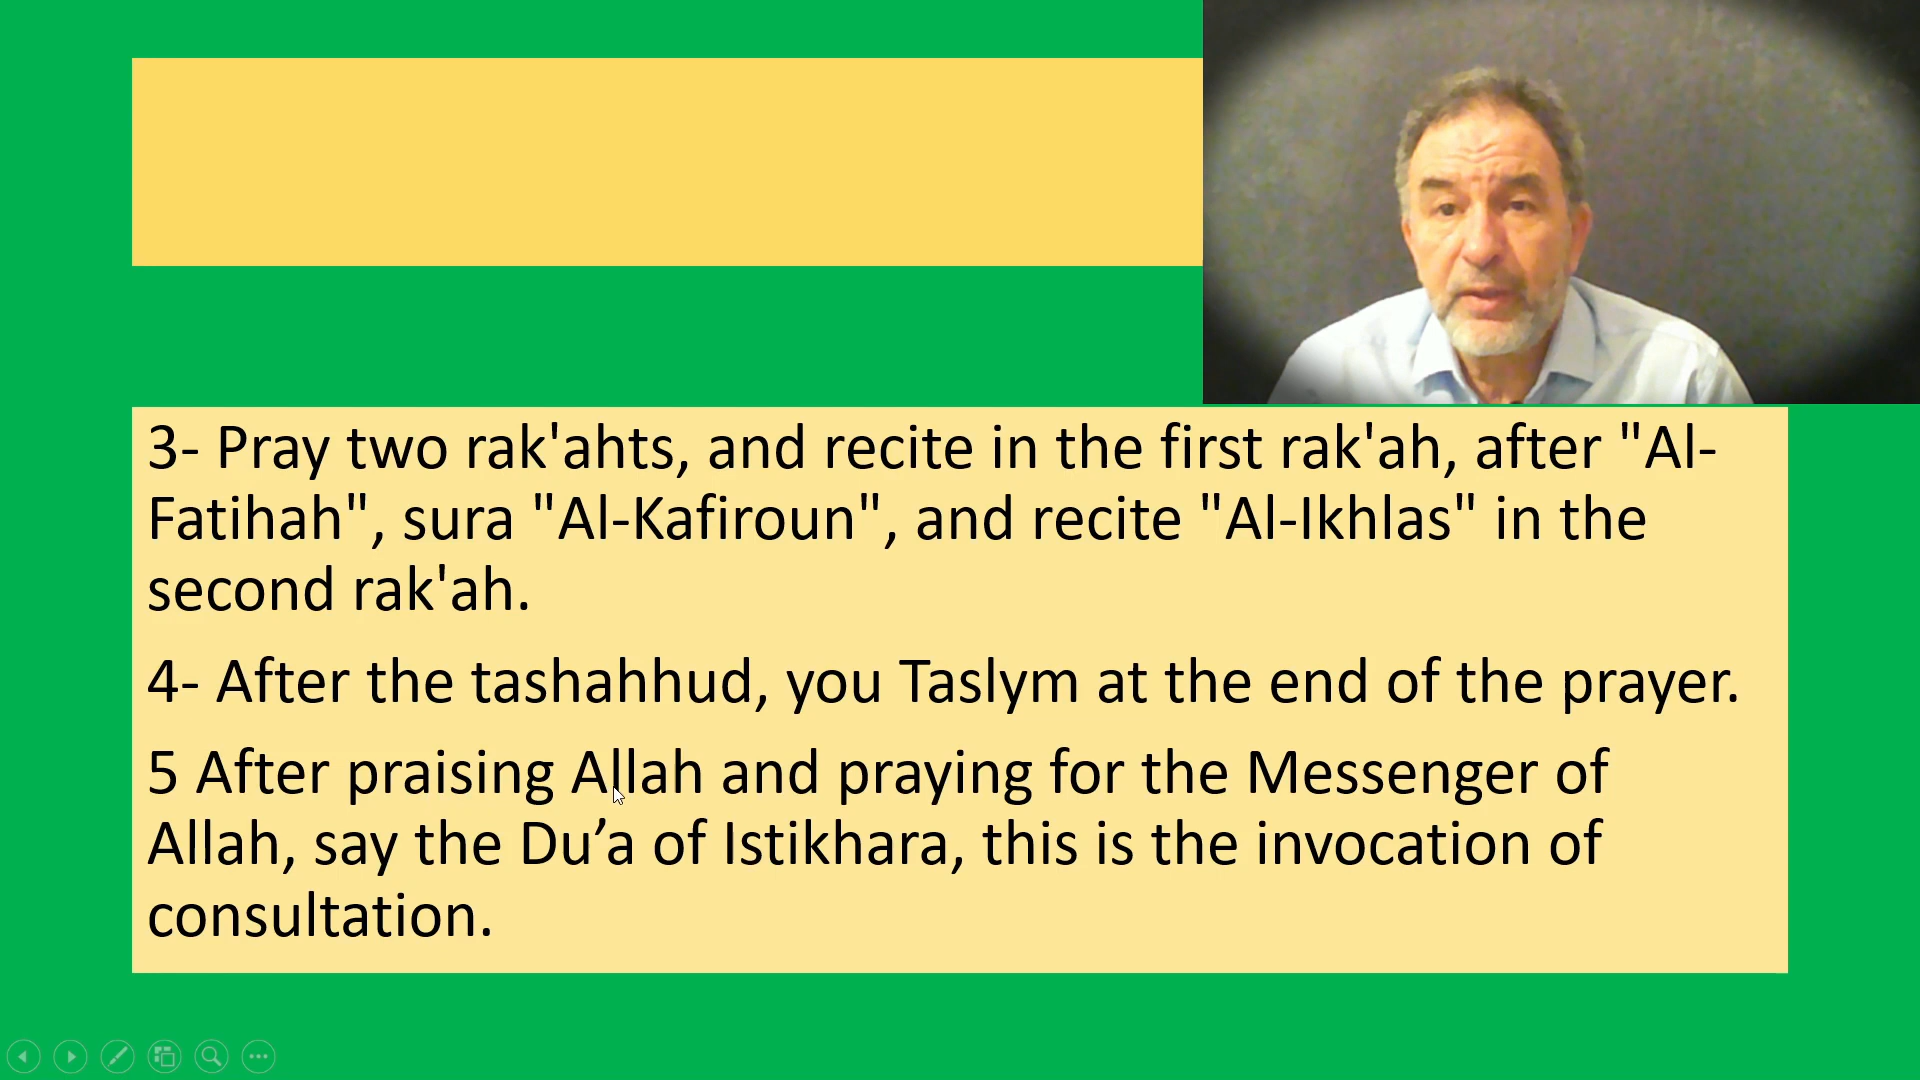 3- Pray two rak'ahts, and recite in the first rak'ah, after "Al-
Fatihah", sura "Al-Kafiroun", and recite "Al-Ikhlas" in the
second rak'ah.
4- After the tashahhud, you Taslym at the end of the prayer.
5 After praising Allah and praying for the Messenger of
Allah, say the Du’a of Istikhara, this is the invocation of
consultation.